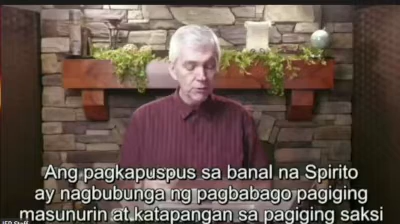 Ang pagkapuspus sa banal na Spirito
ay nagbubunga ng pagbabago pagiging
masunurin at katapangan sa pagiging saksi